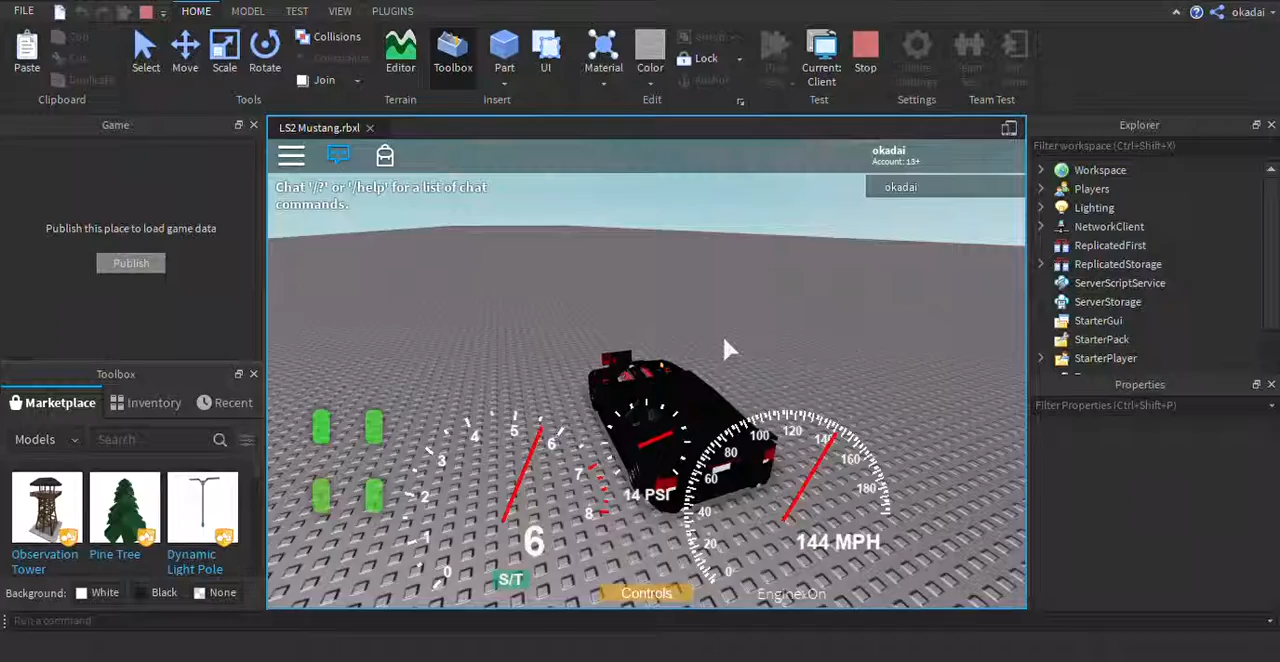 FILE
HOME
MODEL
TEST
VIEW
PLUGINS
okadai
Paste
Duplicate
Clipboard
Select
Move
Scale
Rotate
Collisions
Join
Tools
Editor
Terrain
Toolbox
Part
UI
Insert
Material
Color
Lock
Edit
Current:
Client
Stop
Test
Settings
Team Test
Game
Publish this place to load game data
Publish
Toolbox
Marketplace
Inventory
Recent
Models
Search
Observation
Tower
Pine Tree
Dynamic
Light Pole
Background:
White
Black
None
Run a command
LS2 Mustang.rbxl
okadai
Account: 13+
okadai
Chat '/?' or '/help' for a list of chat
commands.
0
1
2
3
4
5
6
7
8
6
S/T
14 PSI
0
20
40
60
80
100
120
140
160
180
144 MPH
Controls
Engine: On
Explorer
Filter workspace (Ctrl+Shift+X)
Workspace
Players
Lighting
NetworkClient
ReplicatedFirst
ReplicatedStorage
ServerScriptService
ServerStorage
StarterGui
StarterPack
StarterPlayer
Properties
Filter Properties (Ctrl+Shift+P)